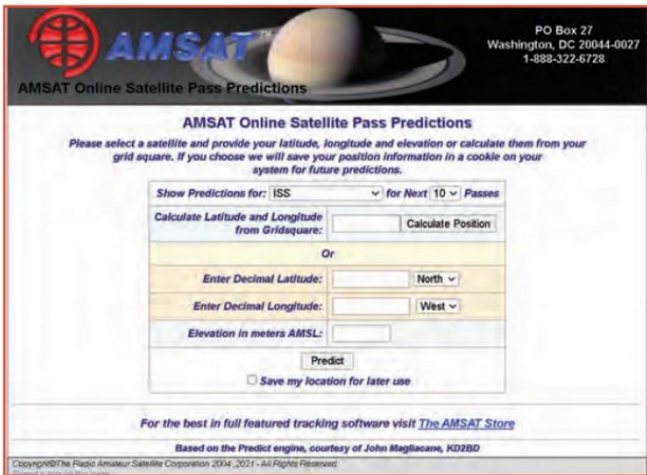 AMSAT™
PO Box 27
Washington, DC 20044-0027
1-888-322-6728
AMSAT Online Satellite Pass Predictions
AMSAT Online Satellite Pass Predictions
Please select a satellite and provide your latitude, longitude and elevation or calculate them from your
grid square. If you choose we will save your position information in a cookie on your
system for future predictions.
Show Predictions for: ISS for Next 10 Passes
Calculate Latitude and Longitude
from Gridsquare: Calculate Position
Or
Enter Decimal Latitude: North
Enter Decimal Longitude: West
Elevation in meters AMSL:
Predict
Save my location for later use
For the best in full featured tracking software visit The AMSAT Store
Based on the Predict engine, courtesy of John Magliacane, KD2BD
Copyright©The Radio Amateur Satellite Corporation 2004 ,2021 - All Rights Reserved